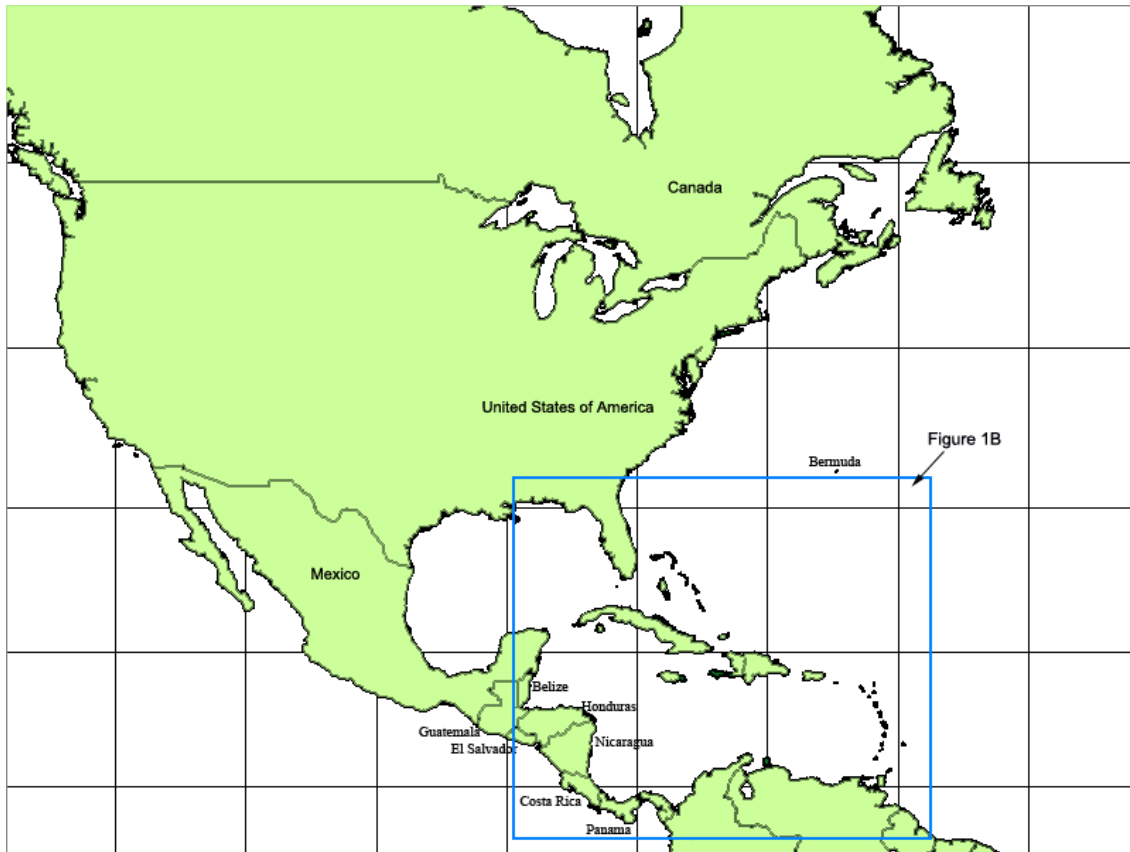 Canada
United States of America
Figure 1B
Bermuda
Mexico
Belize
Honduras
Guatemala
Nicaragua
El Salvador
Costa Rica
Panama